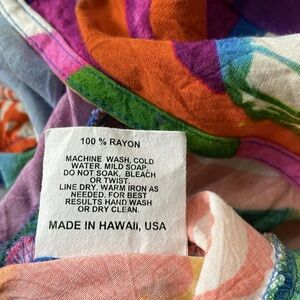 100 % RAYON
MACHINE WASH, COLD
WATER. MILD SOAP.
DO NOT SOAK, BLEACH
OR TWIST.
LINE DRY. WARM IRON AS
NEEDED. FOR BEST
RESULTS HAND WASH
OR DRY CLEAN.
MADE IN HAWAII, USA